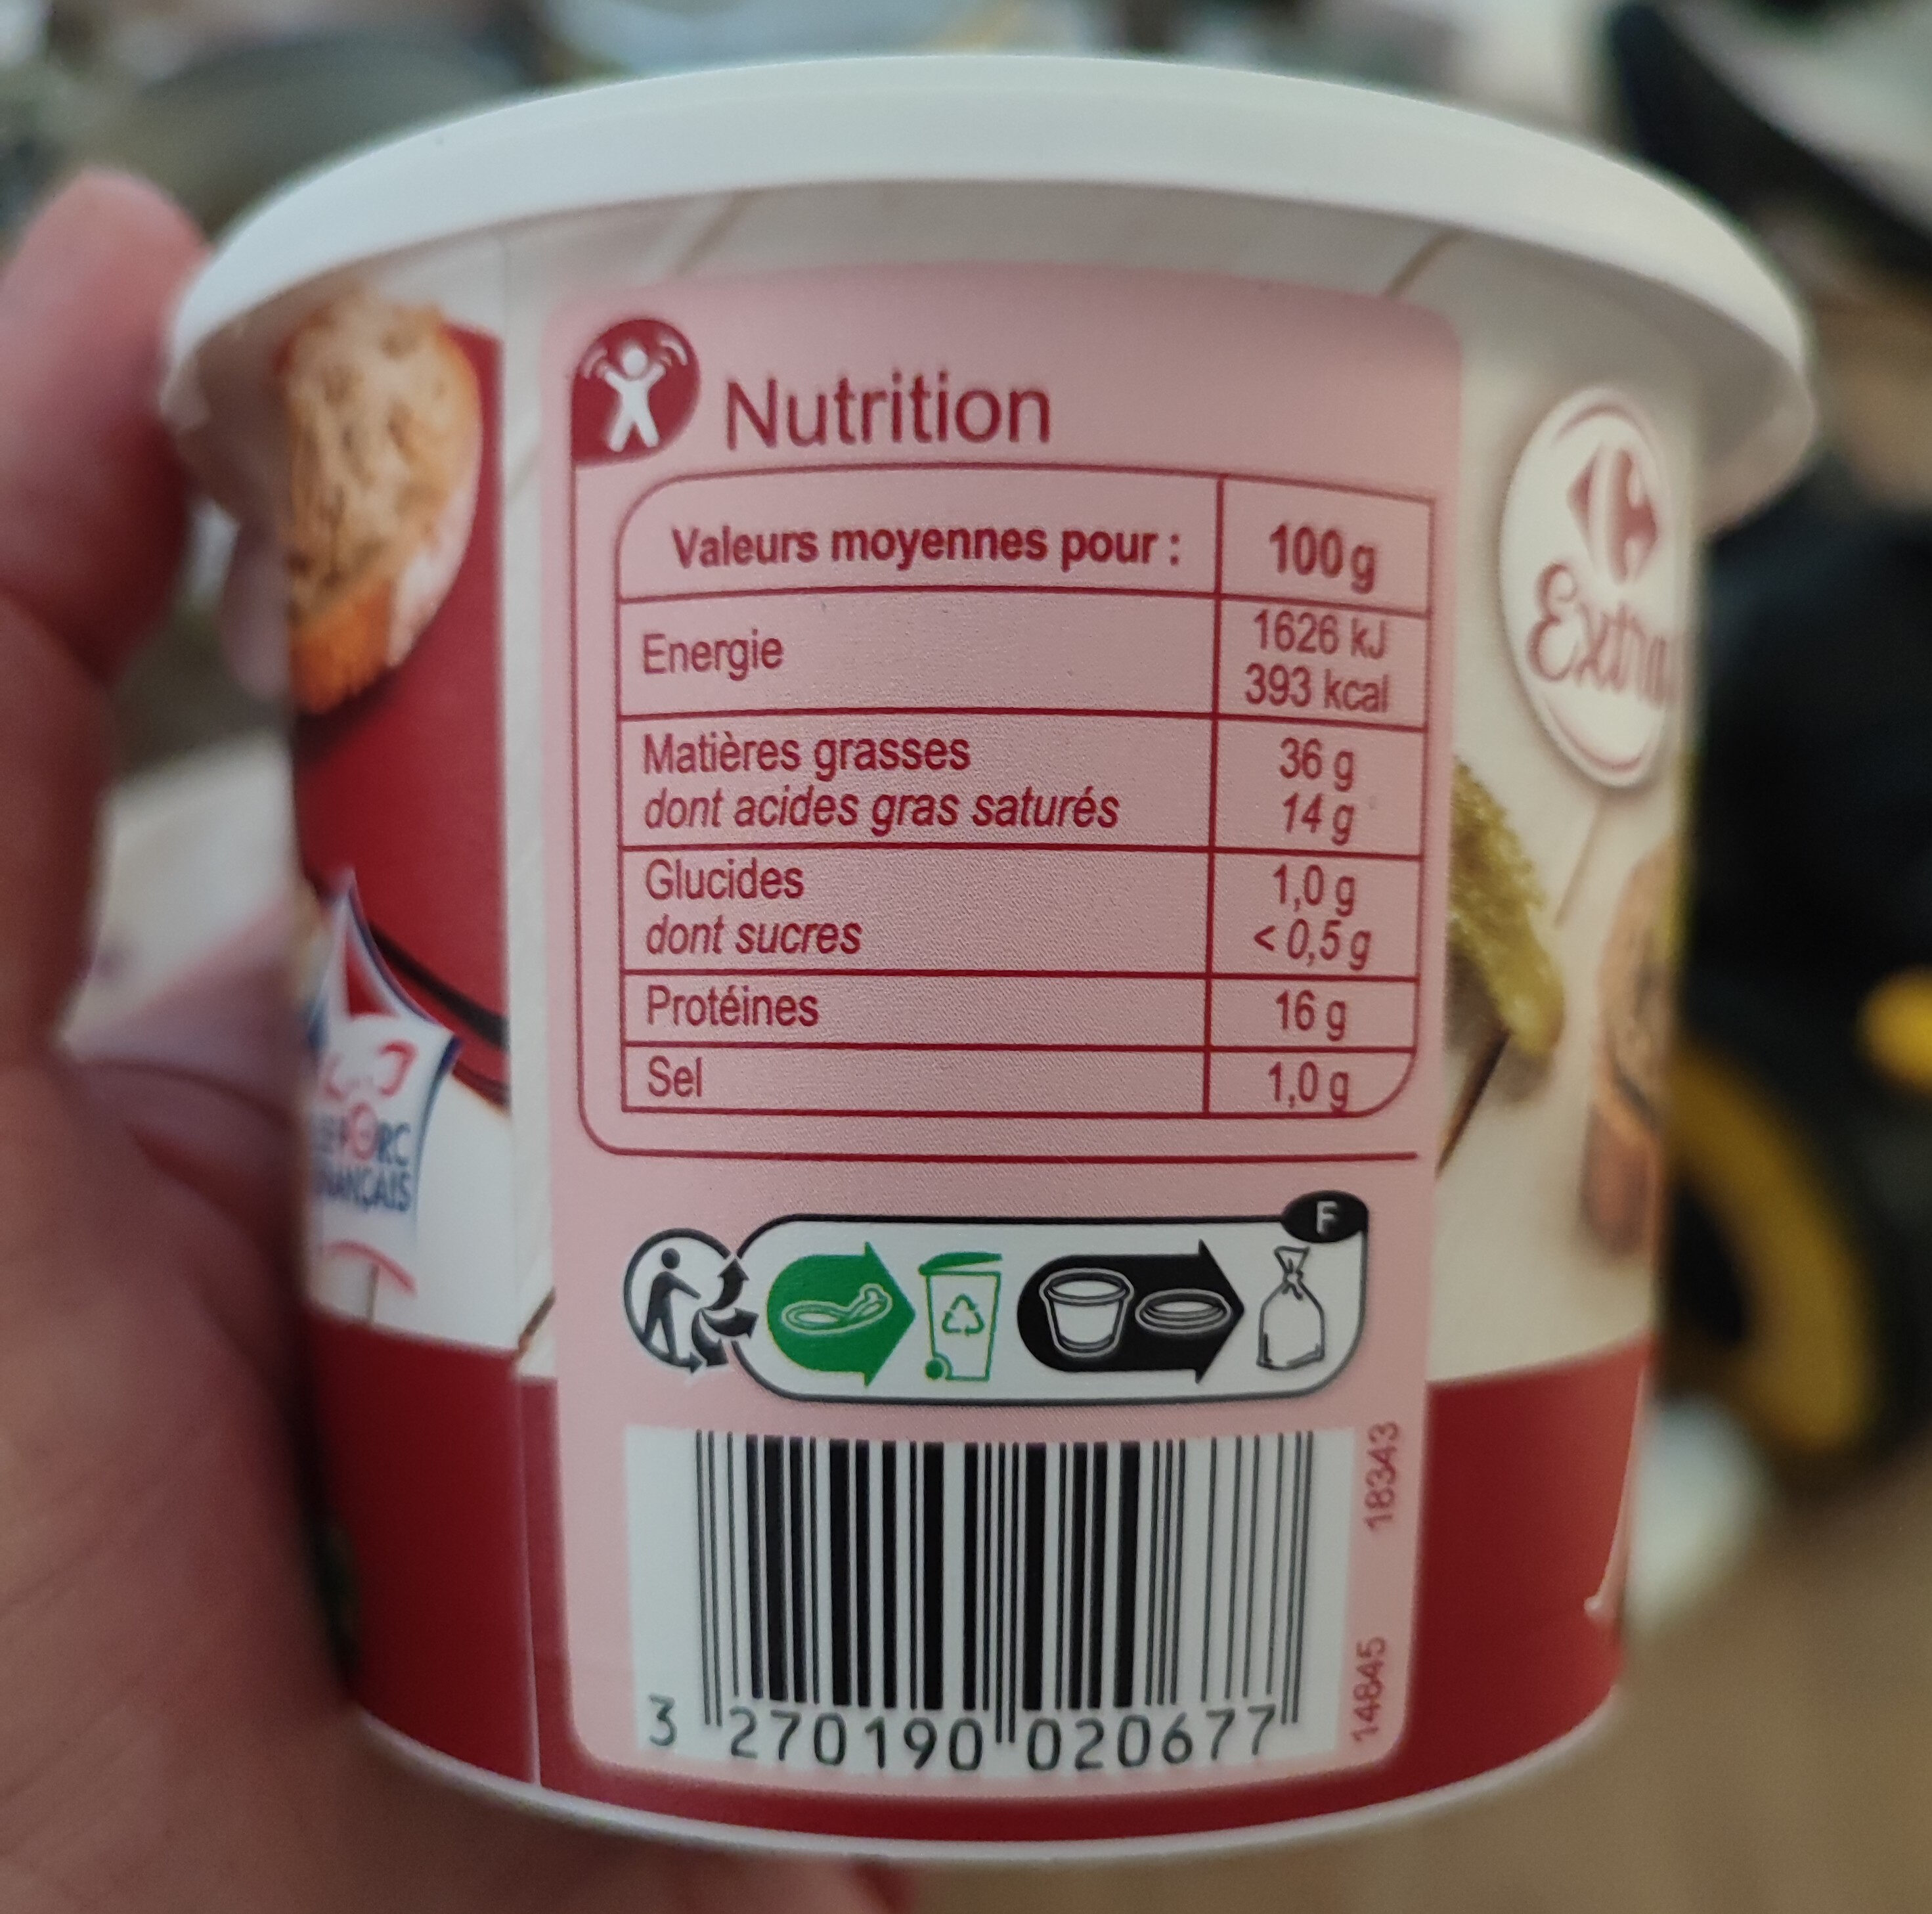 Nutrition
Valeurs moyennes pour : 100 g
Energie 1626 kJ
393 kcal
Matières grasses 36 g
dont acides gras saturés 14 g
Glucides 1,0 g
dont sucres < 0,5 g
Protéines 16 g
Sel 1,0 g
F
3 270190 020677
14845 18343
Extra
PORC